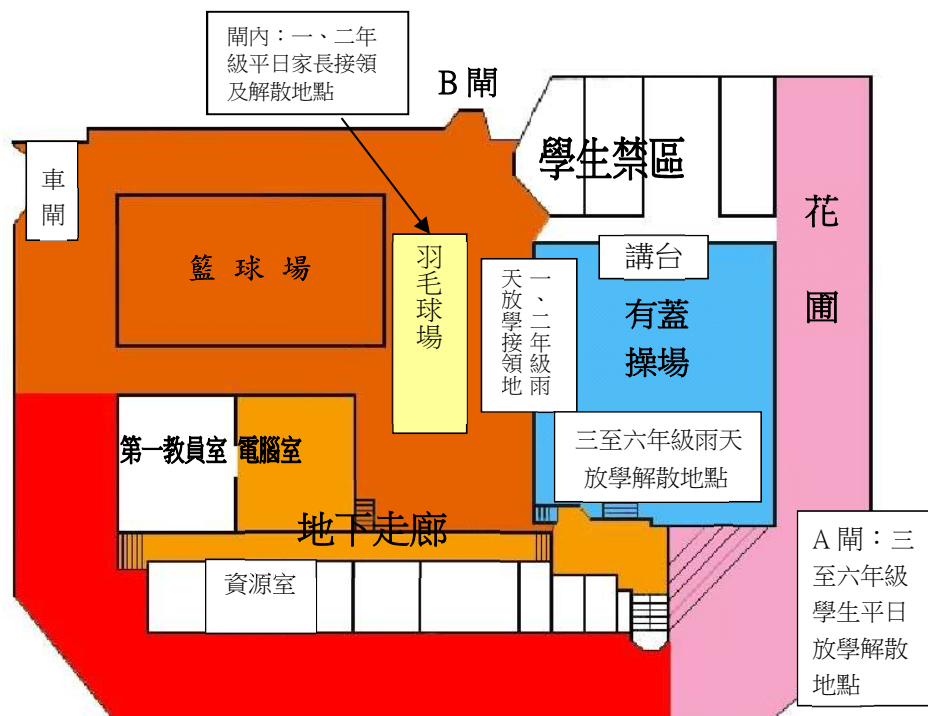 閘內：一、二年
級平日家長接領
及解散地點
B閘
學生禁區
車
閘
花
圃
籃 球 場
羽毛球場
講台
一、二年級雨
天放學接領地
有蓋
操場
三至六年級雨天
放學解散地點
第一教員室
電腦室
地下走廊
資源室
A閘：三
至六年級
學生平日
放學解散
地點